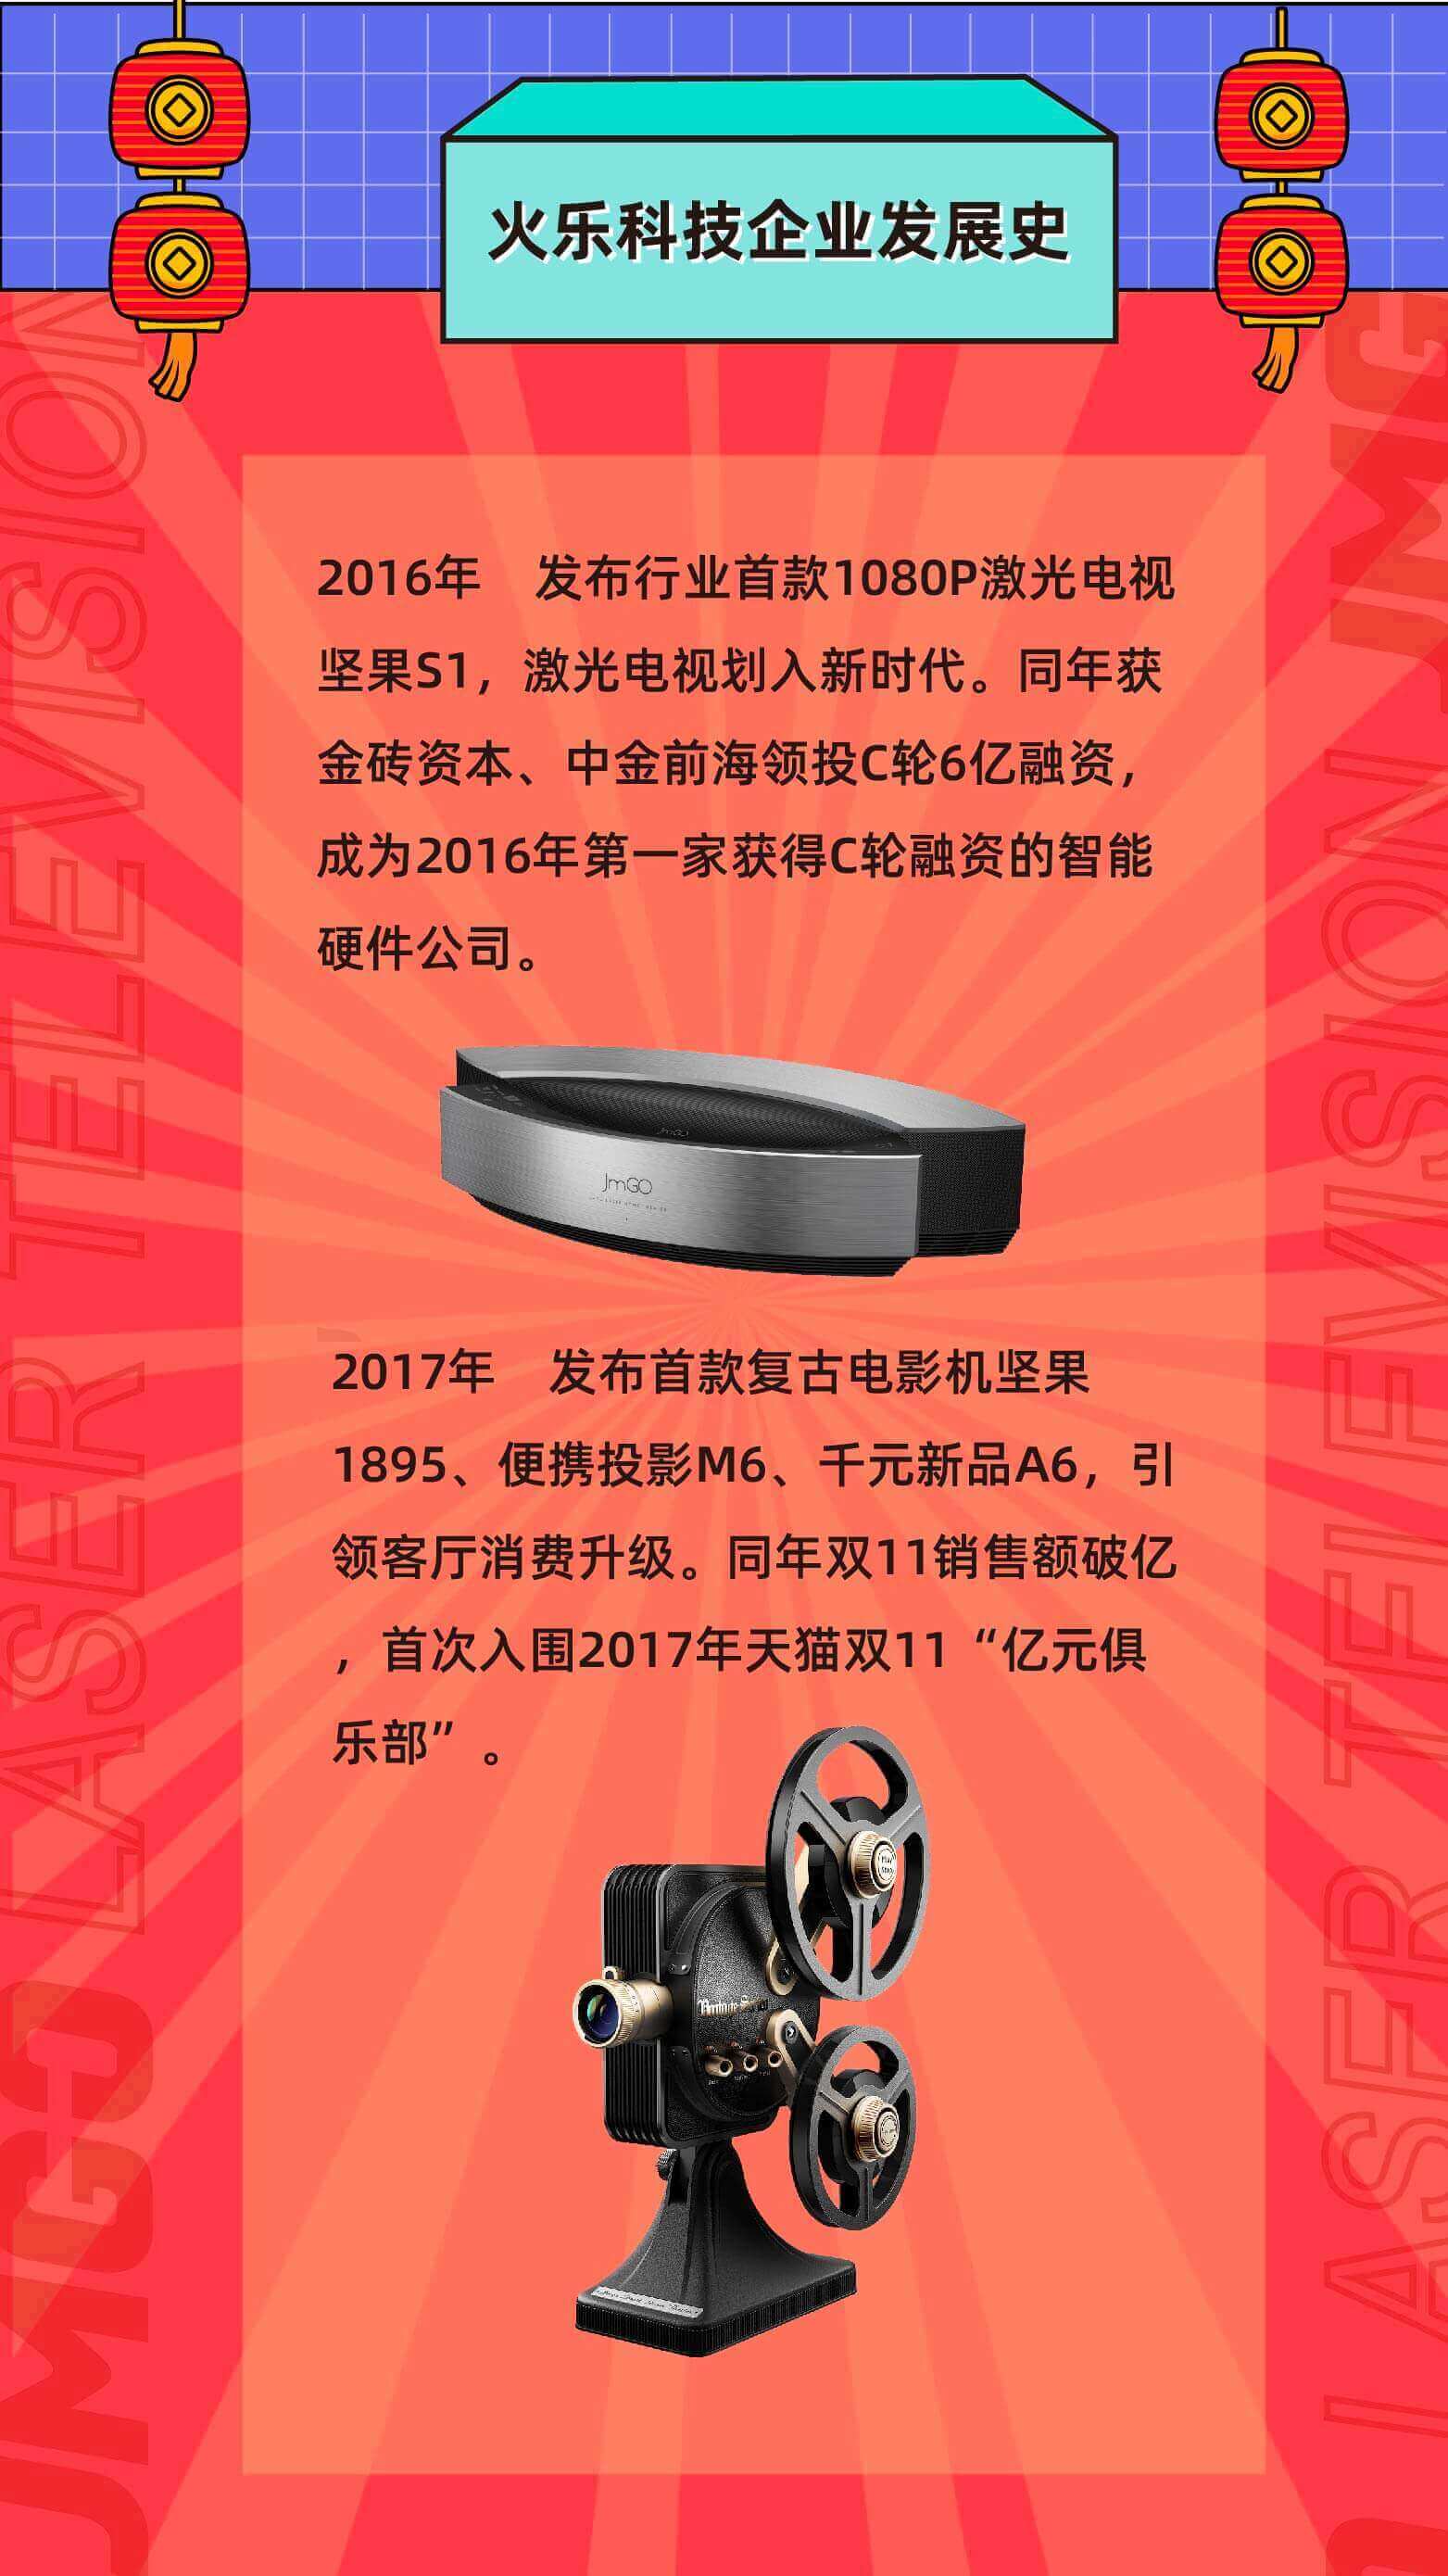 火乐科技企业发展史
2016年 发布行业首款1080P激光电视
坚果S1，激光电视划入新时代。同年获
金砖资本、中金前海领投C轮6亿融资，
成为2016年第一家获得C轮融资的智能
硬件公司。
JmGO
2017年 发布首款复古电影机坚果
1895、便携投影M6、千元新品A6，引
领客厅消费升级。同年双11销售额破亿
，首次入围2017年天猫双11“亿元俱
乐部”。
JMGO LASER TELEVISION
JMGO LASER TELEVISION